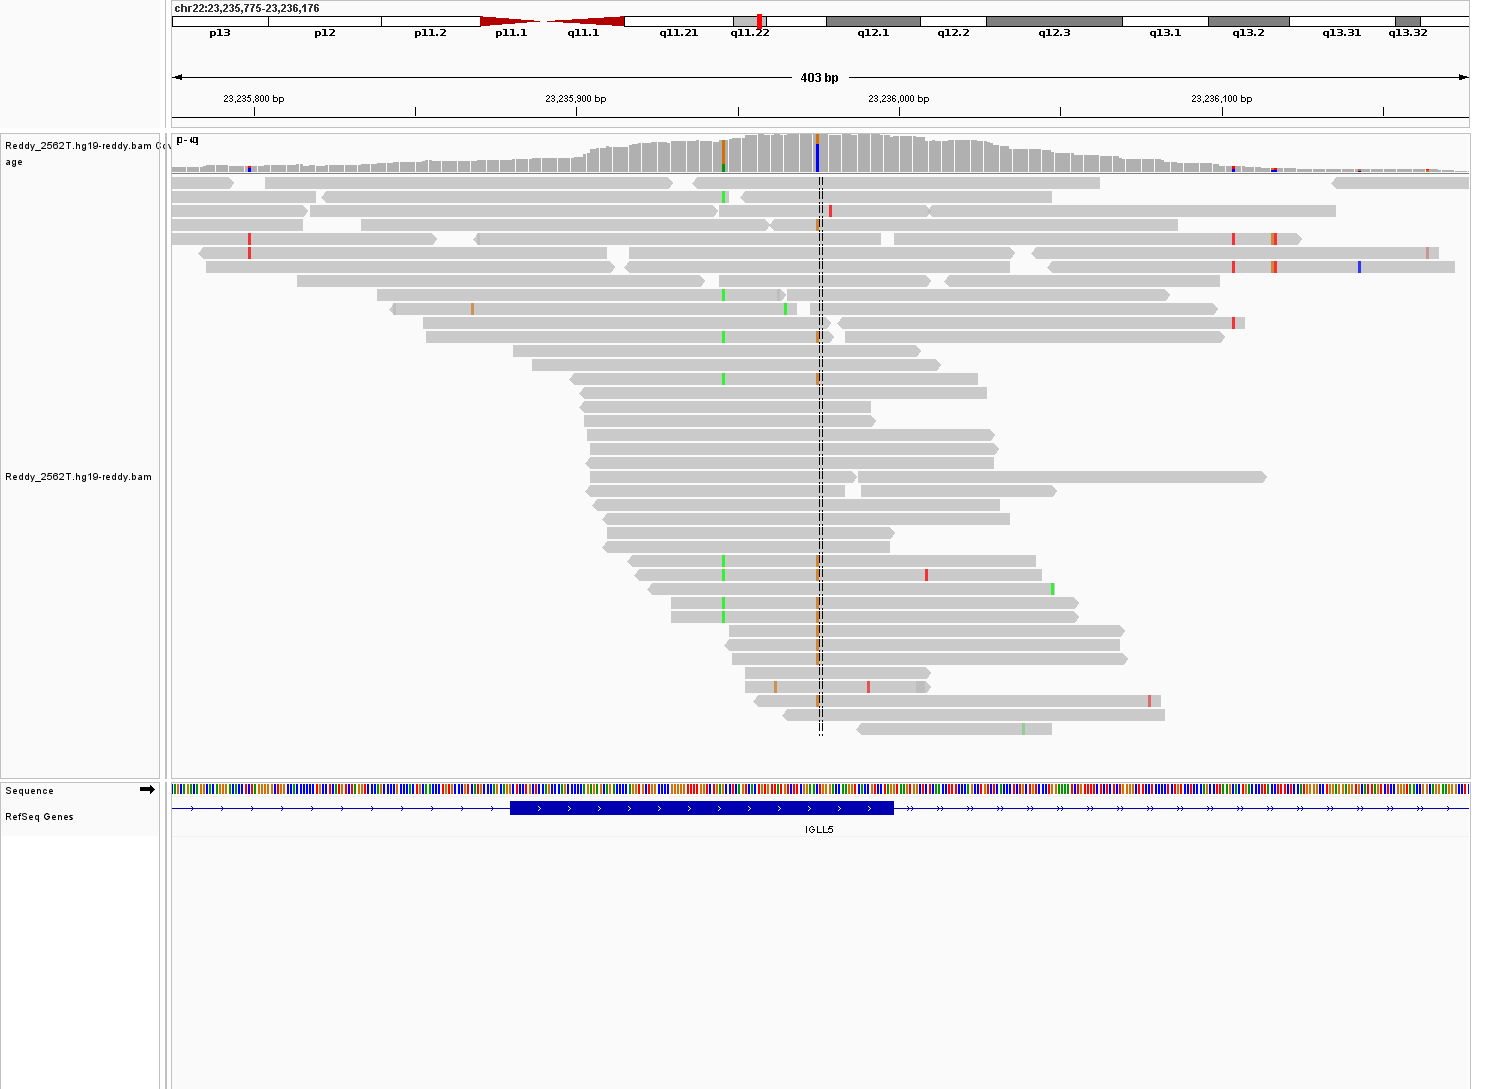 chr22:23,235,775-23,236,176
p13 p12 p11.2 p11.1 q11.1 q11.21 q11.22 q12.1 q12.2 q12.3 q13.1 q13.2 q13.31 q13.32
403 bp
23,235,800 bp 23,235,900 bp 23,236,000 bp 23,236,100 bp
Reddy_2562T.hg19-reddy.bam Cov
age
Reddy_2562T.hg19-reddy.bam
Sequence
RefSeq Genes
IGLL5